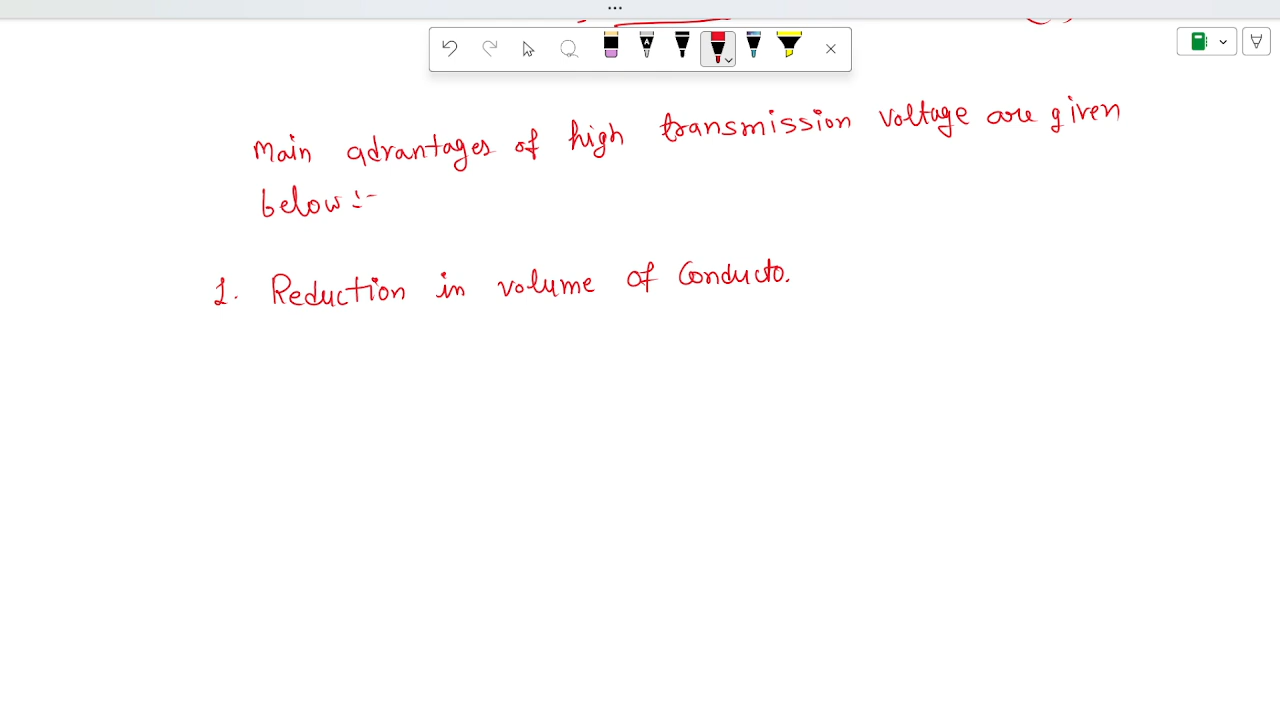 Main advantages of high transmission voltage are given
below :-
1. Reduction in volume of Conducto.